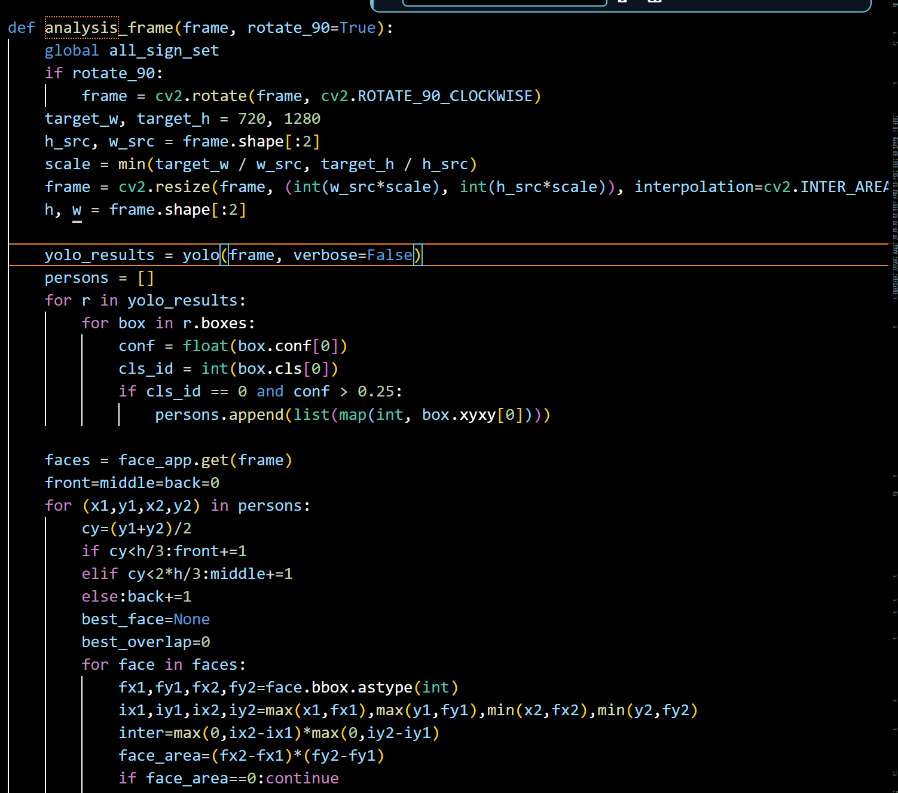 def analysis_frame(frame, rotate_90=True):
    global all_sign_set
    if rotate_90:
        frame = cv2.rotate(frame, cv2.ROTATE_90_CLOCKWISE)
    target_w, target_h = 720, 1280
    h_src, w_src = frame.shape[:2]
    scale = min(target_w / w_src, target_h / h_src)
    frame = cv2.resize(frame, (int(w_src*scale), int(h_src*scale)), interpolation=cv2.INTER_AREA
    h, w = frame.shape[:2]
    yolo_results = yolo(frame, verbose=False)
    persons = []
    for r in yolo_results:
        for box in r.boxes:
            conf = float(box.conf[0])
            cls_id = int(box.cls[0])
            if cls_id == 0 and conf > 0.25:
                persons.append(list(map(int, box.xyxy[0])))
    faces = face_app.get(frame)
    front=middle=back=0
    for (x1,y1,x2,y2) in persons:
        cy=(y1+y2)/2
        if cy<h/3:front+=1
        elif cy<2*h/3:middle+=1
        else:back+=1
        best_face=None
        best_overlap=0
        for face in faces:
            fx1,fy1,fx2,fy2=face.bbox.astype(int)
            ix1,iy1,ix2,iy2=max(x1,fx1),max(y1,fy1),min(x2,fx2),min(y2,fy2)
            inter=max(0,ix2-ix1)*max(0,iy2-iy1)
            face_area=(fx2-fx1)*(fy2-fy1)
            if face_area==0:continue